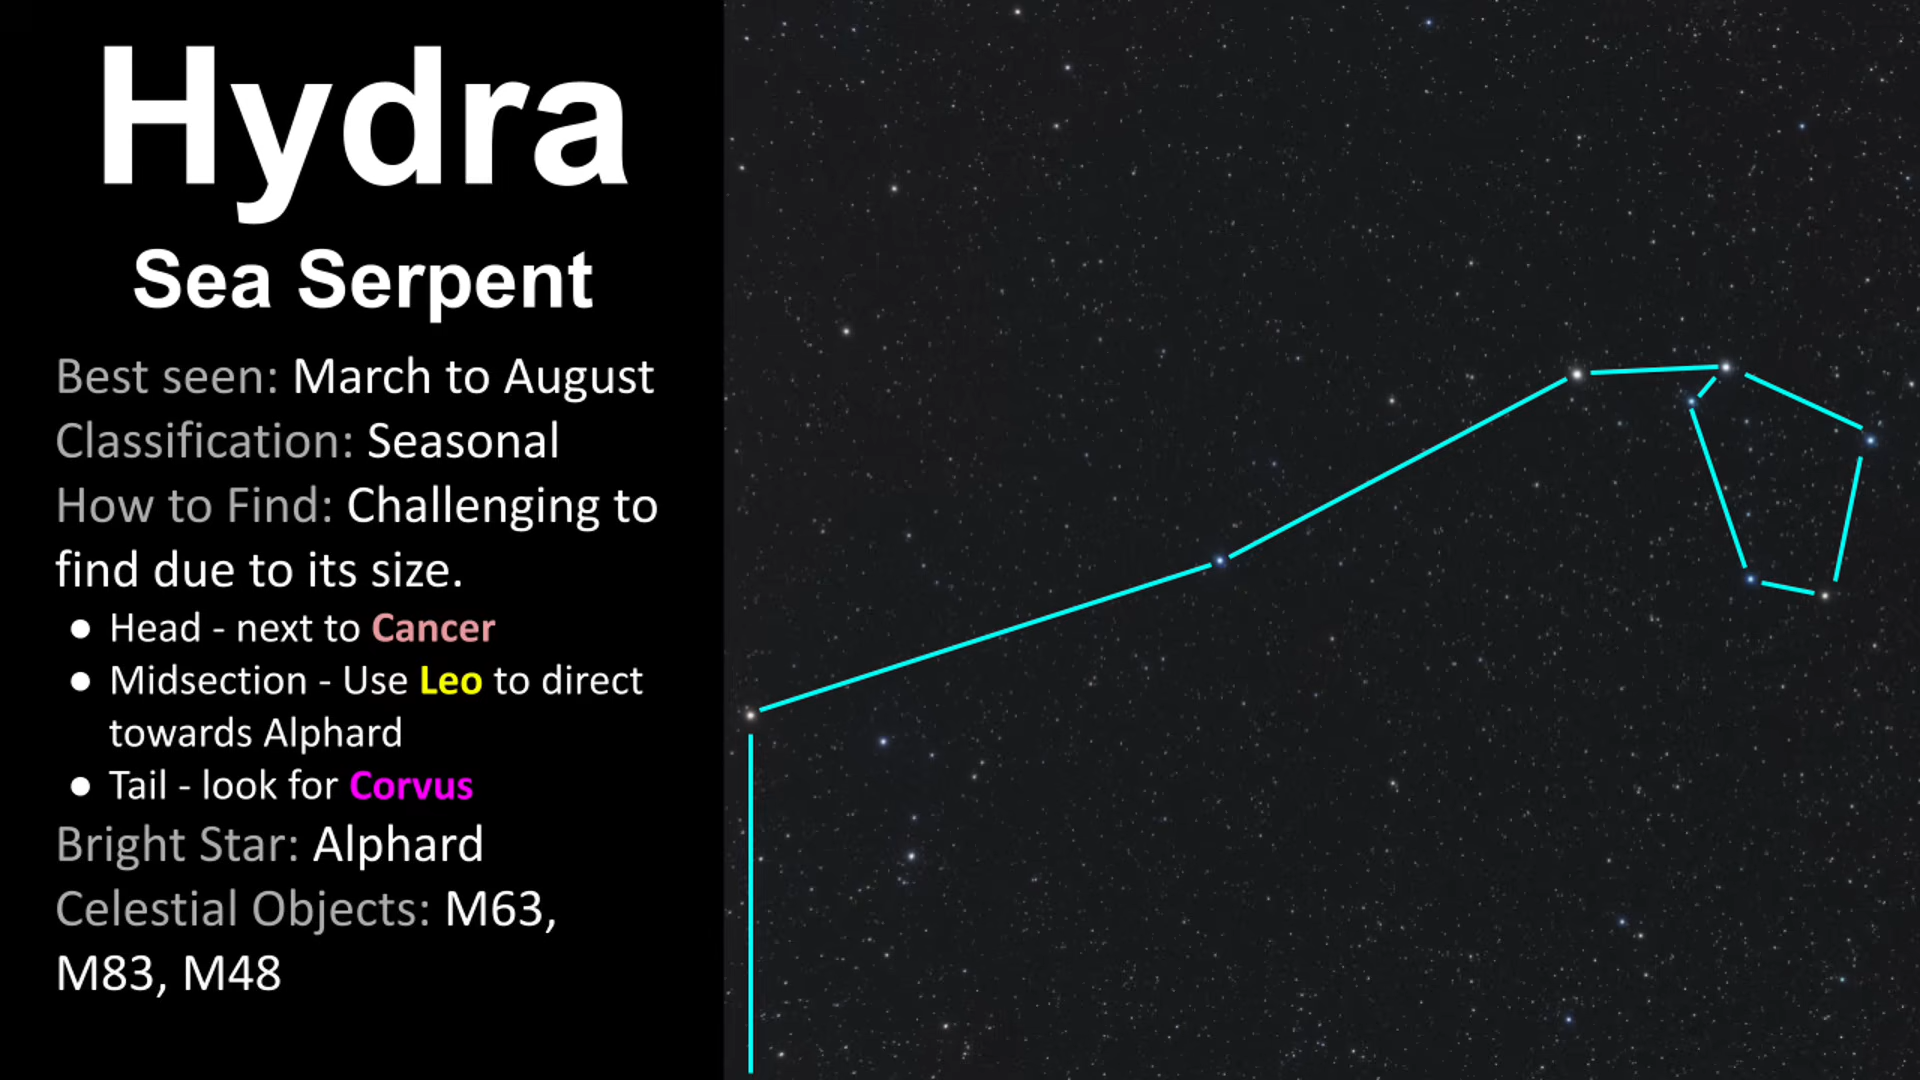 Hydra
Sea Serpent
Best seen: March to August
Classification: Seasonal
How to Find: Challenging to
find due to its size.
● Head - next to Cancer
● Midsection - Use Leo to direct
towards Alphard
● Tail - look for Corvus
Bright Star: Alphard
Celestial Objects: M63,
M83, M48